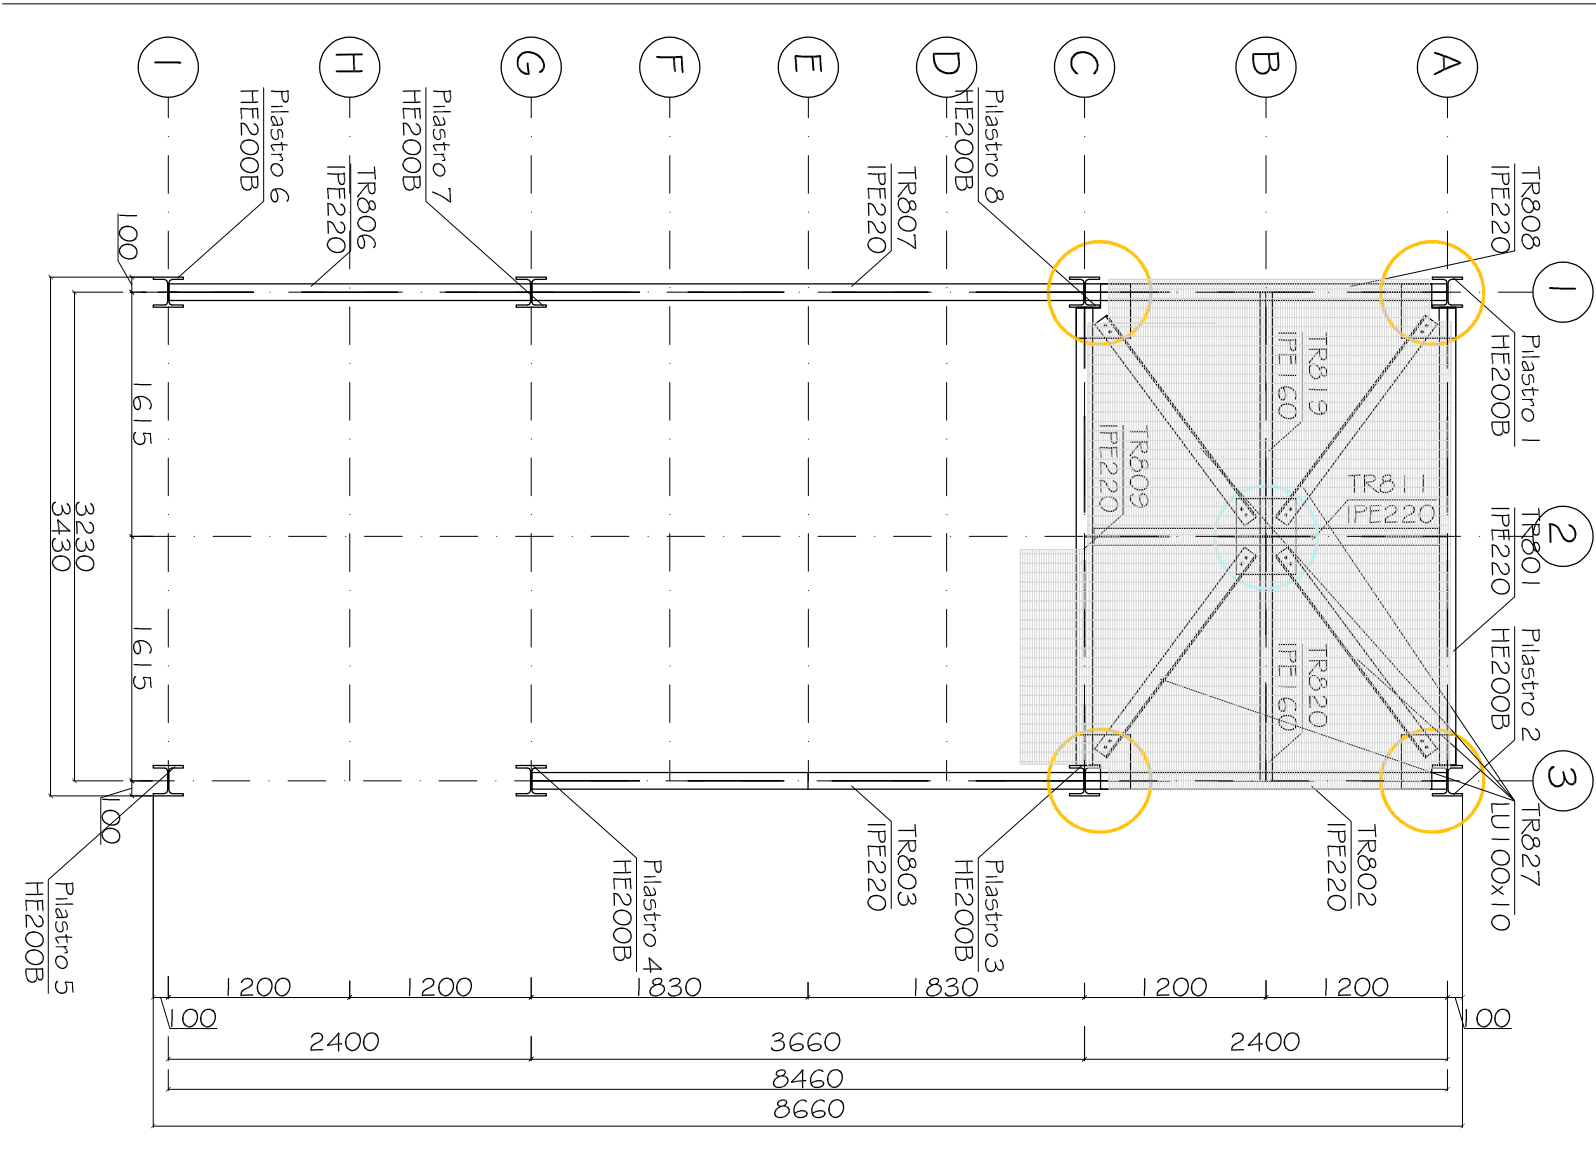 I
H
G
F
E
D
C
B
A
Pilastro 6
HE200B
Pilastro 7
HE200B
Pilastro 8
HE200B
TR806
IPE220
TR807
IPE220
TR808
IPE220
1
100
Pilastro 1
HE200B
TR819
IPE160
1615
TR809
IPE220
TR811
IPE220
2
TR801
IPE220
3230
3430
1615
TR820
IPE160
Pilastro 2
HE200B
3
100
TR827
LU100x10
TR802
IPE220
TR803
IPE220
Pilastro 3
HE200B
Pilastro 4
HE200B
Pilastro 5
HE200B
1200
1200
1830
1830
1200
1200
100
100
2400
3660
2400
8460
8660